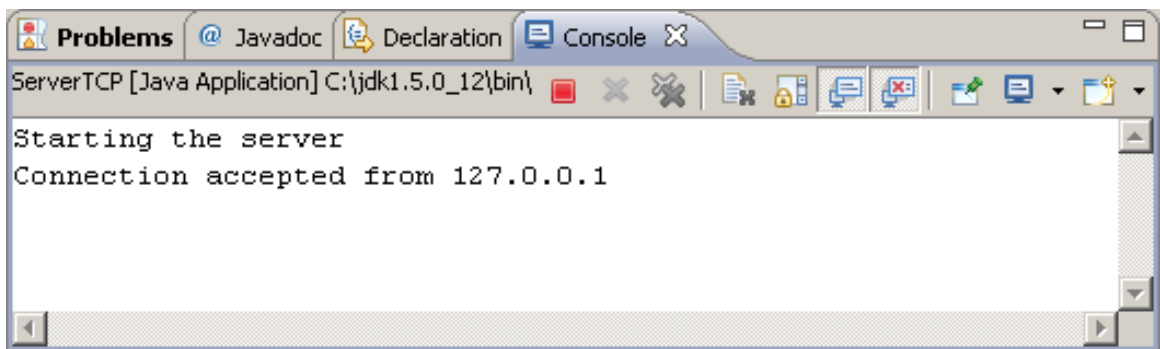 Problems @ Javadoc Declaration Console
ServerTCP [Java Application] C:\jdk1.5.0_12\bin\
Starting the server
Connection accepted from 127.0.0.1